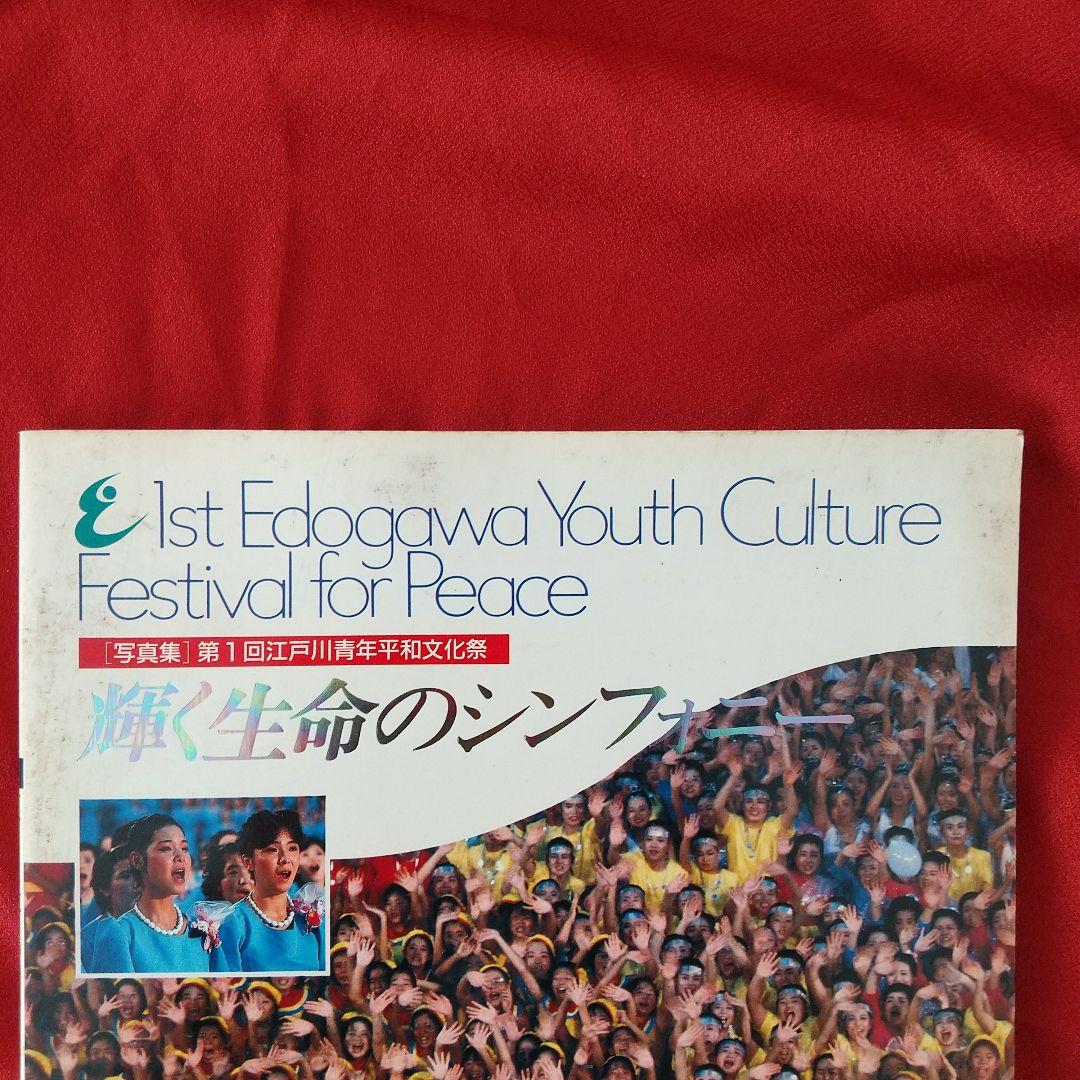 1st Edogawa Youth Culture
Festival for Peace
［写真集］第1回江戸川青年平和文化祭
輝く生命のシンフォニー